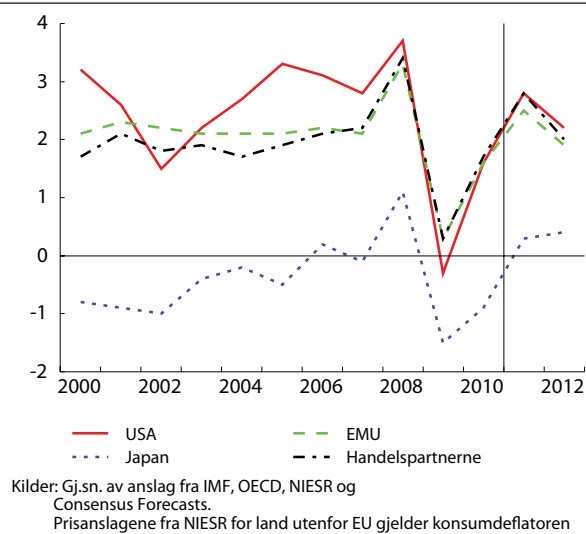 4
3
2
1
0
-1
-2
2000 2002 2004 2006 2008 2010 2012
USA EMU
Japan Handelspartnerne
Kilder: Gj.sn. av anslag fra IMF, OECD, NIESR og
Consensus Forecasts.
Prisanslagene fra NIESR for land utenfor EU gjelder konsumdeflatoren